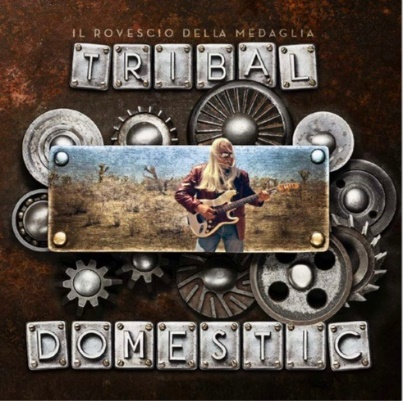 IL ROVESCIO DELLA MEDAGLIA
TRIBAL
DOMESTIC